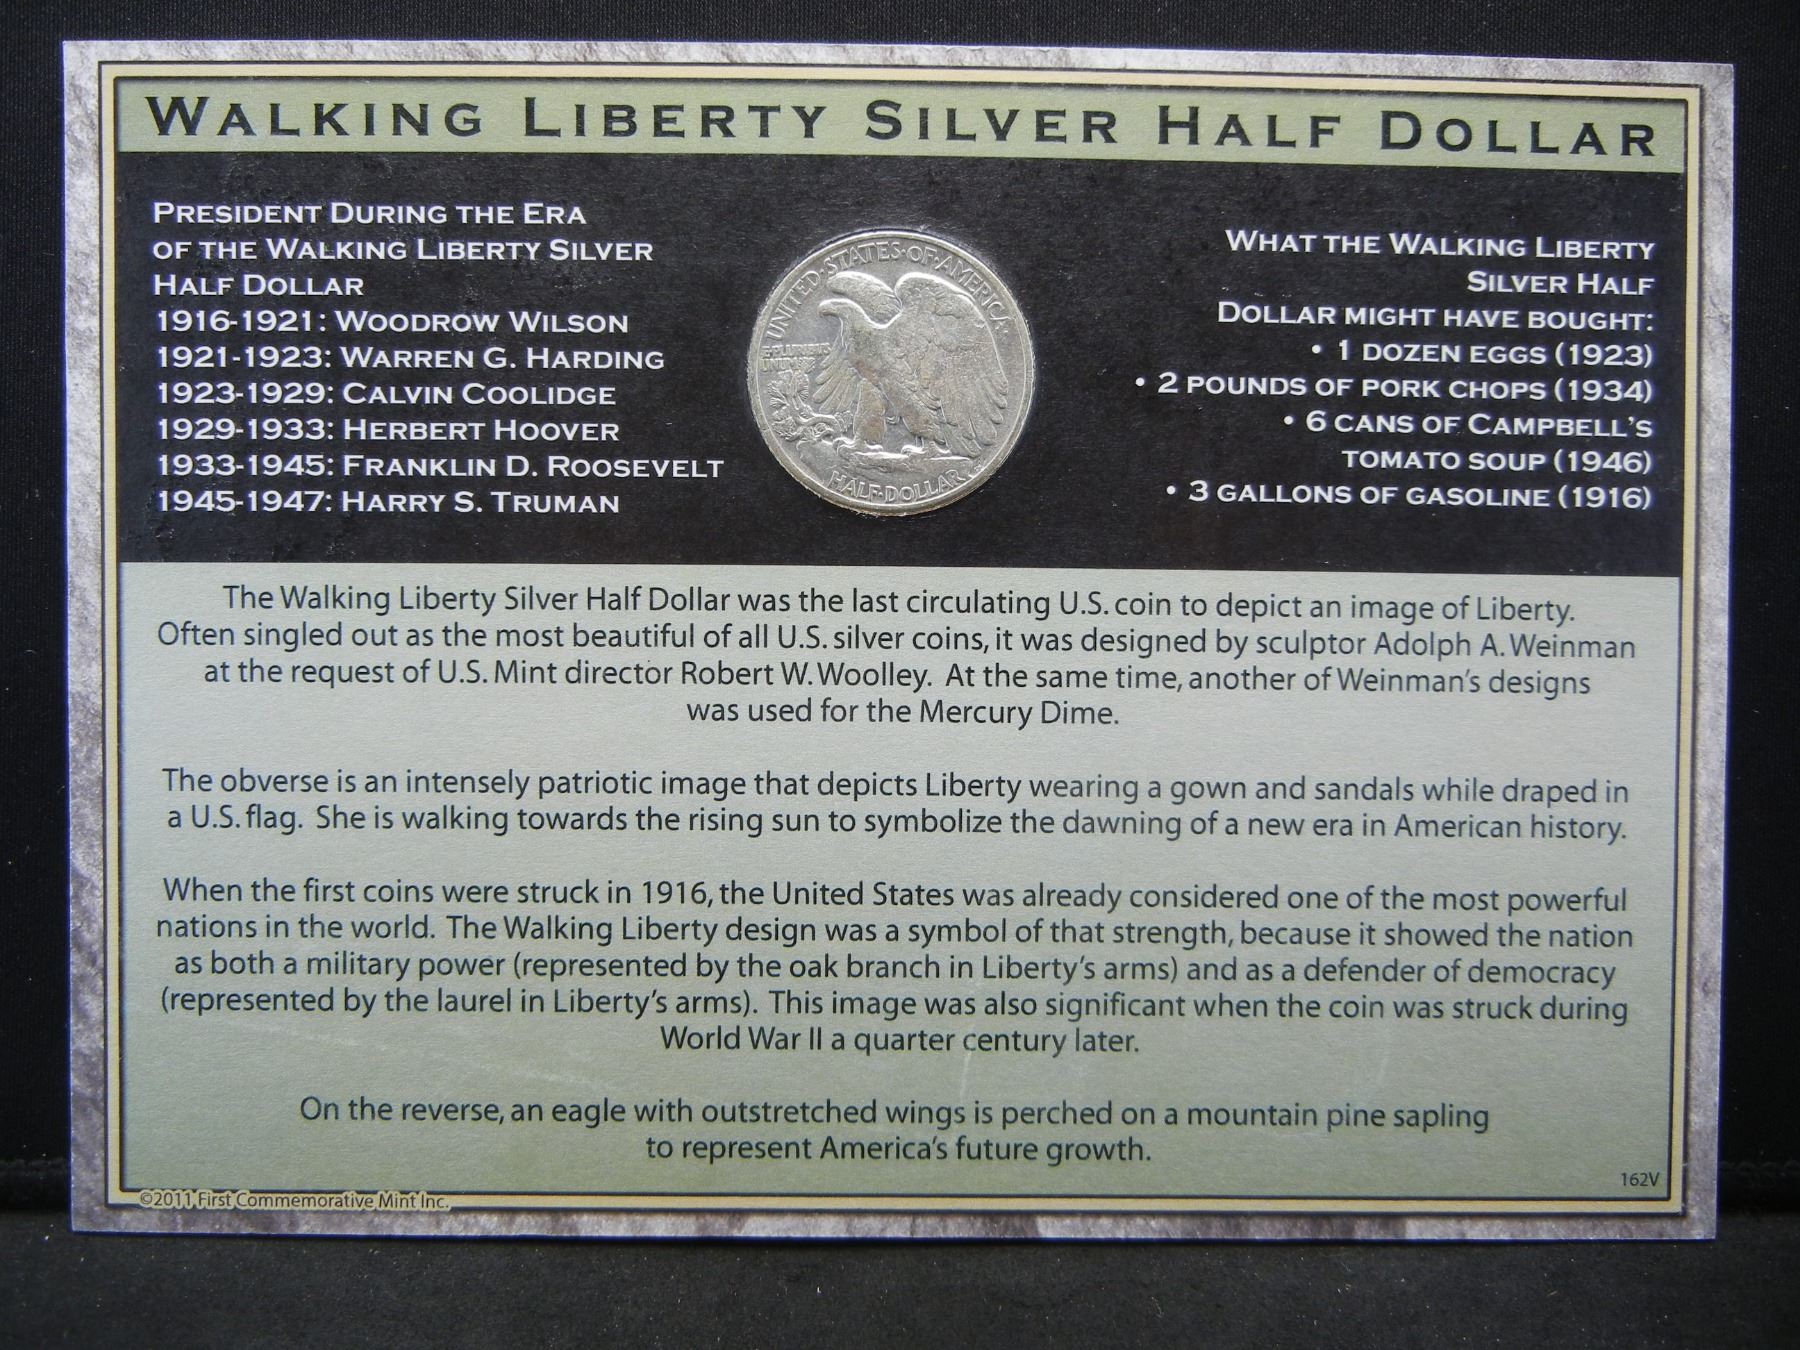 WALKING LIBERTY SILVER HALF DOLLAR
PRESIDENT DURING THE ERA
OF THE WALKING LIBERTY SILVER
HALF DOLLAR
1916-1921: WOODROW WILSON
1921-1923: WARREN G. HARDING
1923-1929: CALVIN COOLIDGE
1929-1933: HERBERT HOOVER
1933-1945: FRANKLIN D. ROOSEVELT
1945-1947: HARRY S. TRUMAN
UNITED·STATES·OF·AMERICA
E·PLURIBUS
UNUM
HALF·DOLLAR
WHAT THE WALKING LIBERTY
SILVER HALF
DOLLAR MIGHT HAVE BOUGHT:
• 1 DOZEN EGGS (1923)
• 2 POUNDS OF PORK CHOPS (1934)
• 6 CANS OF CAMPBELL'S
TOMATO SOUP (1946)
• 3 GALLONS OF GASOLINE (1916)
The Walking Liberty Silver Half Dollar was the last circulating U.S. coin to depict an image of Liberty.
Often singled out as the most beautiful of all U.S. silver coins, it was designed by sculptor Adolph A. Weinman
at the request of U.S. Mint director Robert W. Woolley. At the same time, another of Weinman's designs
was used for the Mercury Dime.
The obverse is an intensely patriotic image that depicts Liberty wearing a gown and sandals while draped in
a U.S. flag. She is walking towards the rising sun to symbolize the dawning of a new era in American history.
When the first coins were struck in 1916, the United States was already considered one of the most powerful
nations in the world. The Walking Liberty design was a symbol of that strength, because it showed the nation
as both a military power (represented by the oak branch in Liberty's arms) and as a defender of democracy
(represented by the laurel in Liberty's arms). This image was also significant when the coin was struck during
World War II a quarter century later.
On the reverse, an eagle with outstretched wings is perched on a mountain pine sapling
to represent America's future growth.
162V
©2011 First Commemorative Mint Inc.